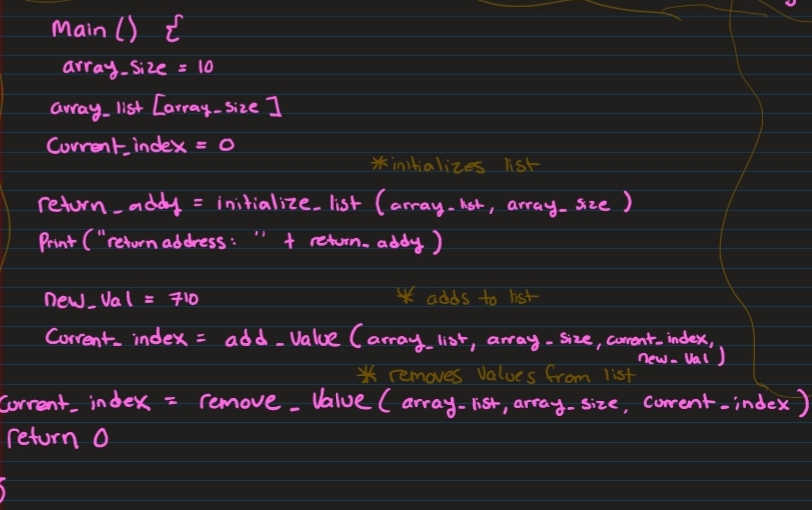 Main () {
array_size = 10
array_list [array_size]
Current_index = 0
*initializes list
return_addy = initialize_list (array_list, array_size)
Print ("return address: " + return_addy)
new_val = 710
* adds to list
Current_index = add_value (array_list, array_size, current_index,
new_val)
* removes values from list
current_index = remove_value (array_list, array_size, current_index)
return 0
}